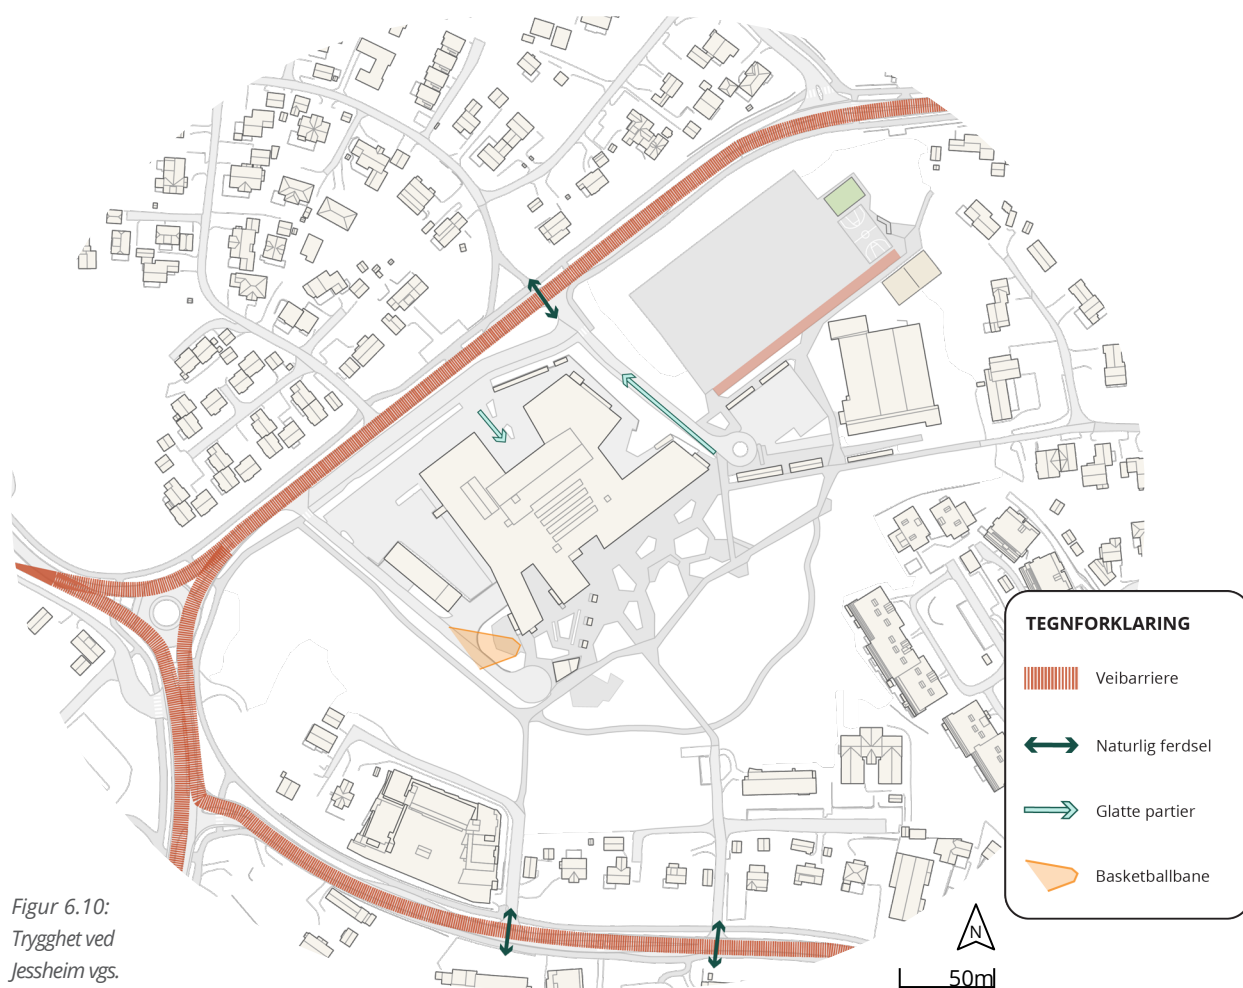 TEGNFORKLARING
Veibarriere
Naturlig ferdsel
Glatte partier
Basketballbane
Figur 6.10:
Trygghet ved
Jessheim vgs.
N
50m